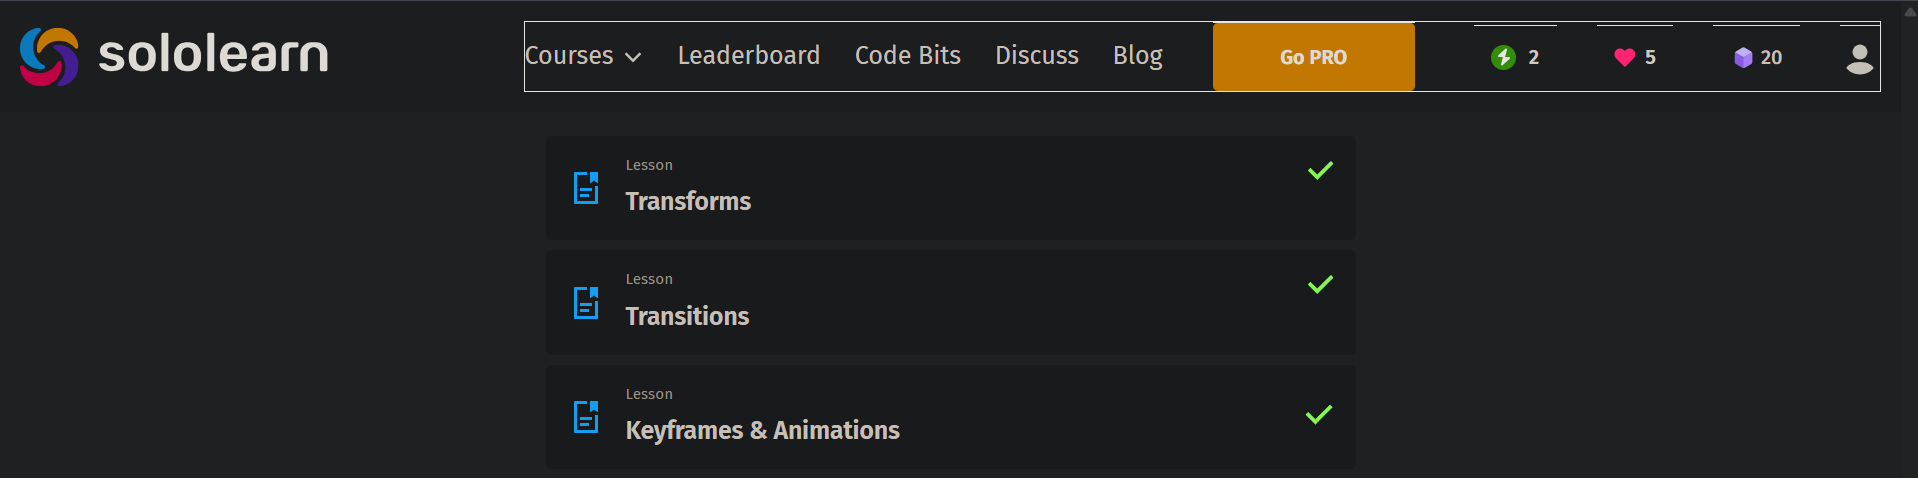 sololearn
Courses Leaderboard Code Bits Discuss Blog Go PRO 2 5 20
Lesson
Transforms
Lesson
Transitions
Lesson
Keyframes & Animations